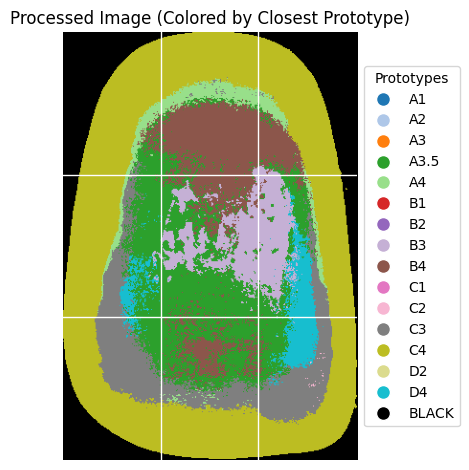 Processed Image (Colored by Closest Prototype)
Prototypes
A1
A2
A3
A3.5
A4
B1
B2
B3
B4
C1
C2
C3
C4
D2
D4
BLACK